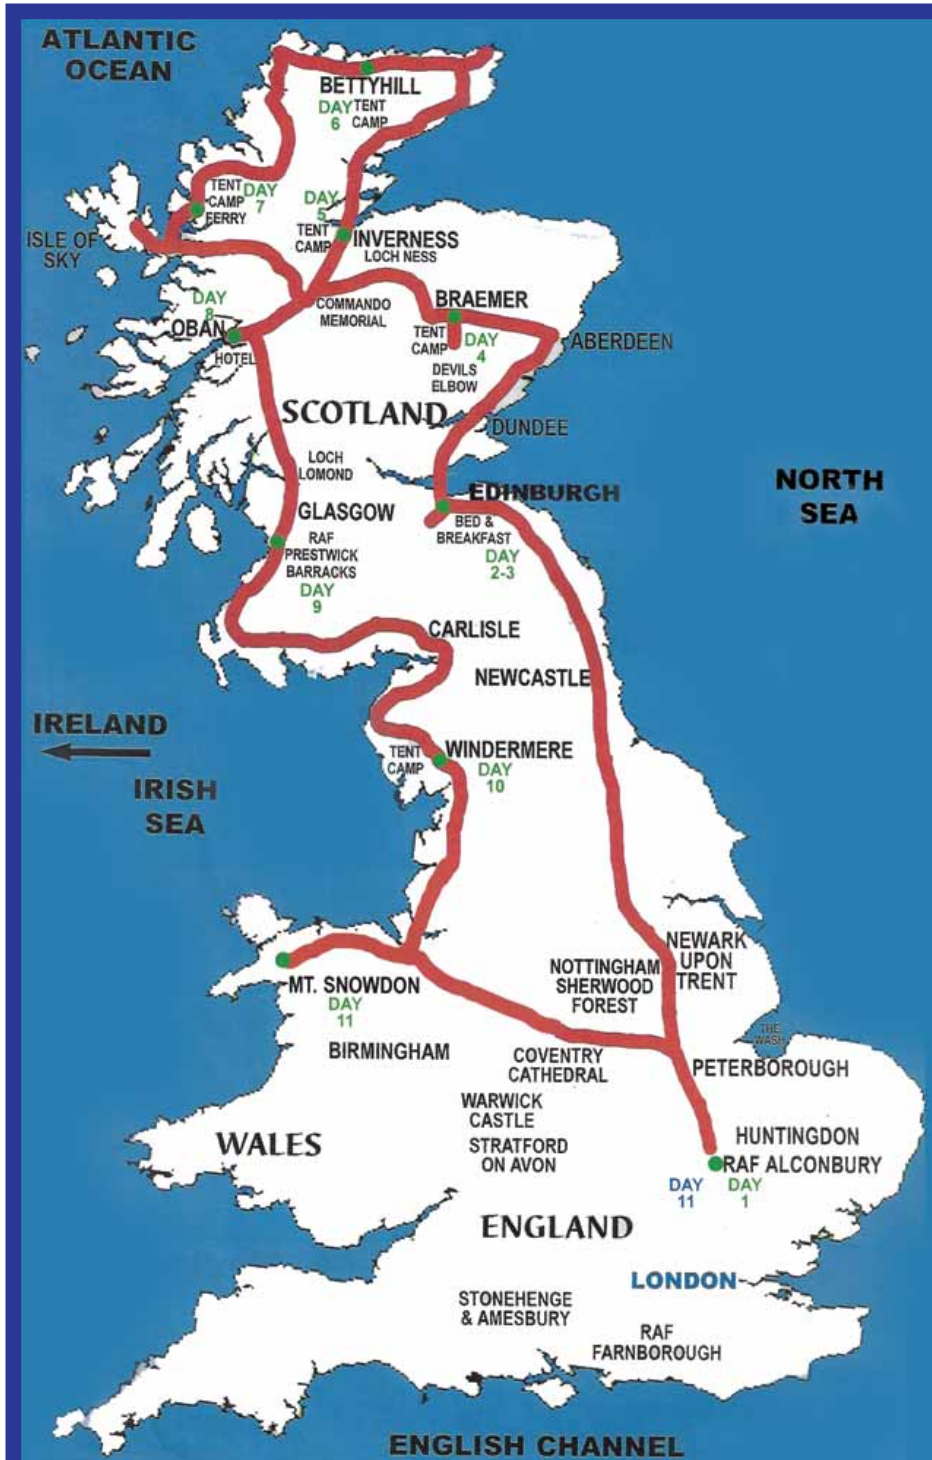 ATLANTIC
OCEAN
BETTYHILL
DAY
6
TENT
CAMP
TENT
CAMP
FERRY
DAY
7
DAY
5
TENT
CAMP
INVERNESS
LOCH NESS
ISLE OF
SKY
COMMANDO
MEMORIAL
BRAEMER
TENT
CAMP
DAY
4
DEVILS
ELBOW
ABERDEEN
DAY
8
OBAN
HOTEL
SCOTLAND
DUNDEE
LOCH
LOMOND
NORTH
SEA
EDINBURGH
BED &
BREAKFAST
DAY
2-3
GLASGOW
RAF
PRESTWICK
BARRACKS
DAY
9
CARLISLE
NEWCASTLE
IRELAND
IRISH
SEA
TENT
CAMP
WINDERMERE
DAY
10
NEWARK
UPON
TRENT
NOTTINGHAM
SHERWOOD
FOREST
MT. SNOWDON
DAY
11
THE
WASH
BIRMINGHAM
COVENTRY
CATHEDRAL
PETERBOROUGH
WARWICK
CASTLE
STRATFORD
ON AVON
WALES
HUNTINGDON
RAF ALCONBURY
DAY
11
DAY
1
ENGLAND
LONDON
STONEHENGE
& AMESBURY
RAF
FARNBOROUGH
ENGLISH CHANNEL